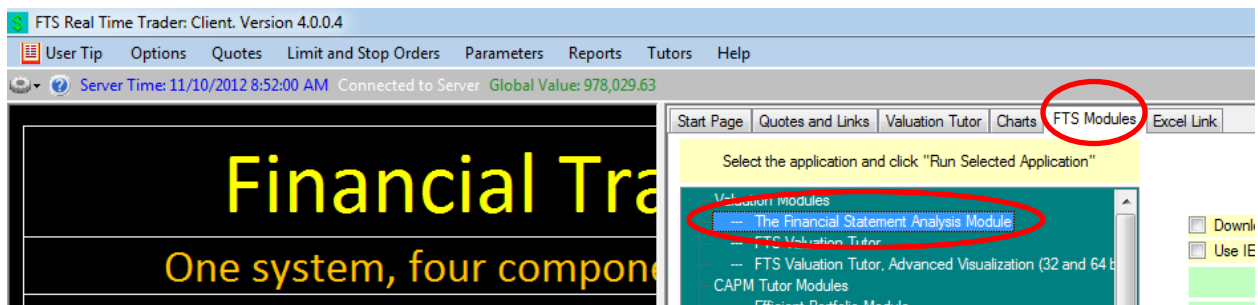 FTS Real Time Trader: Client. Version 4.0.0.4
User Tip Options Quotes Limit and Stop Orders Parameters Reports Tutors Help
Server Time: 11/10/2012 8:52:00 AM Connected to Server Global Value: 978,029.63
Start Page Quotes and Links Valuation Tutor Charts FTS Modules Excel Link
Select the application and click "Run Selected Application"
Financial Tra
Valuation Modules
--- The Financial Statement Analysis Module
--- FTS Valuation Tutor
--- FTS Valuation Tutor, Advanced Visualization (32 and 64 b
CAPM Tutor Modules
Efficient Portfolio Module
Downl
Use IE
One system, four compone